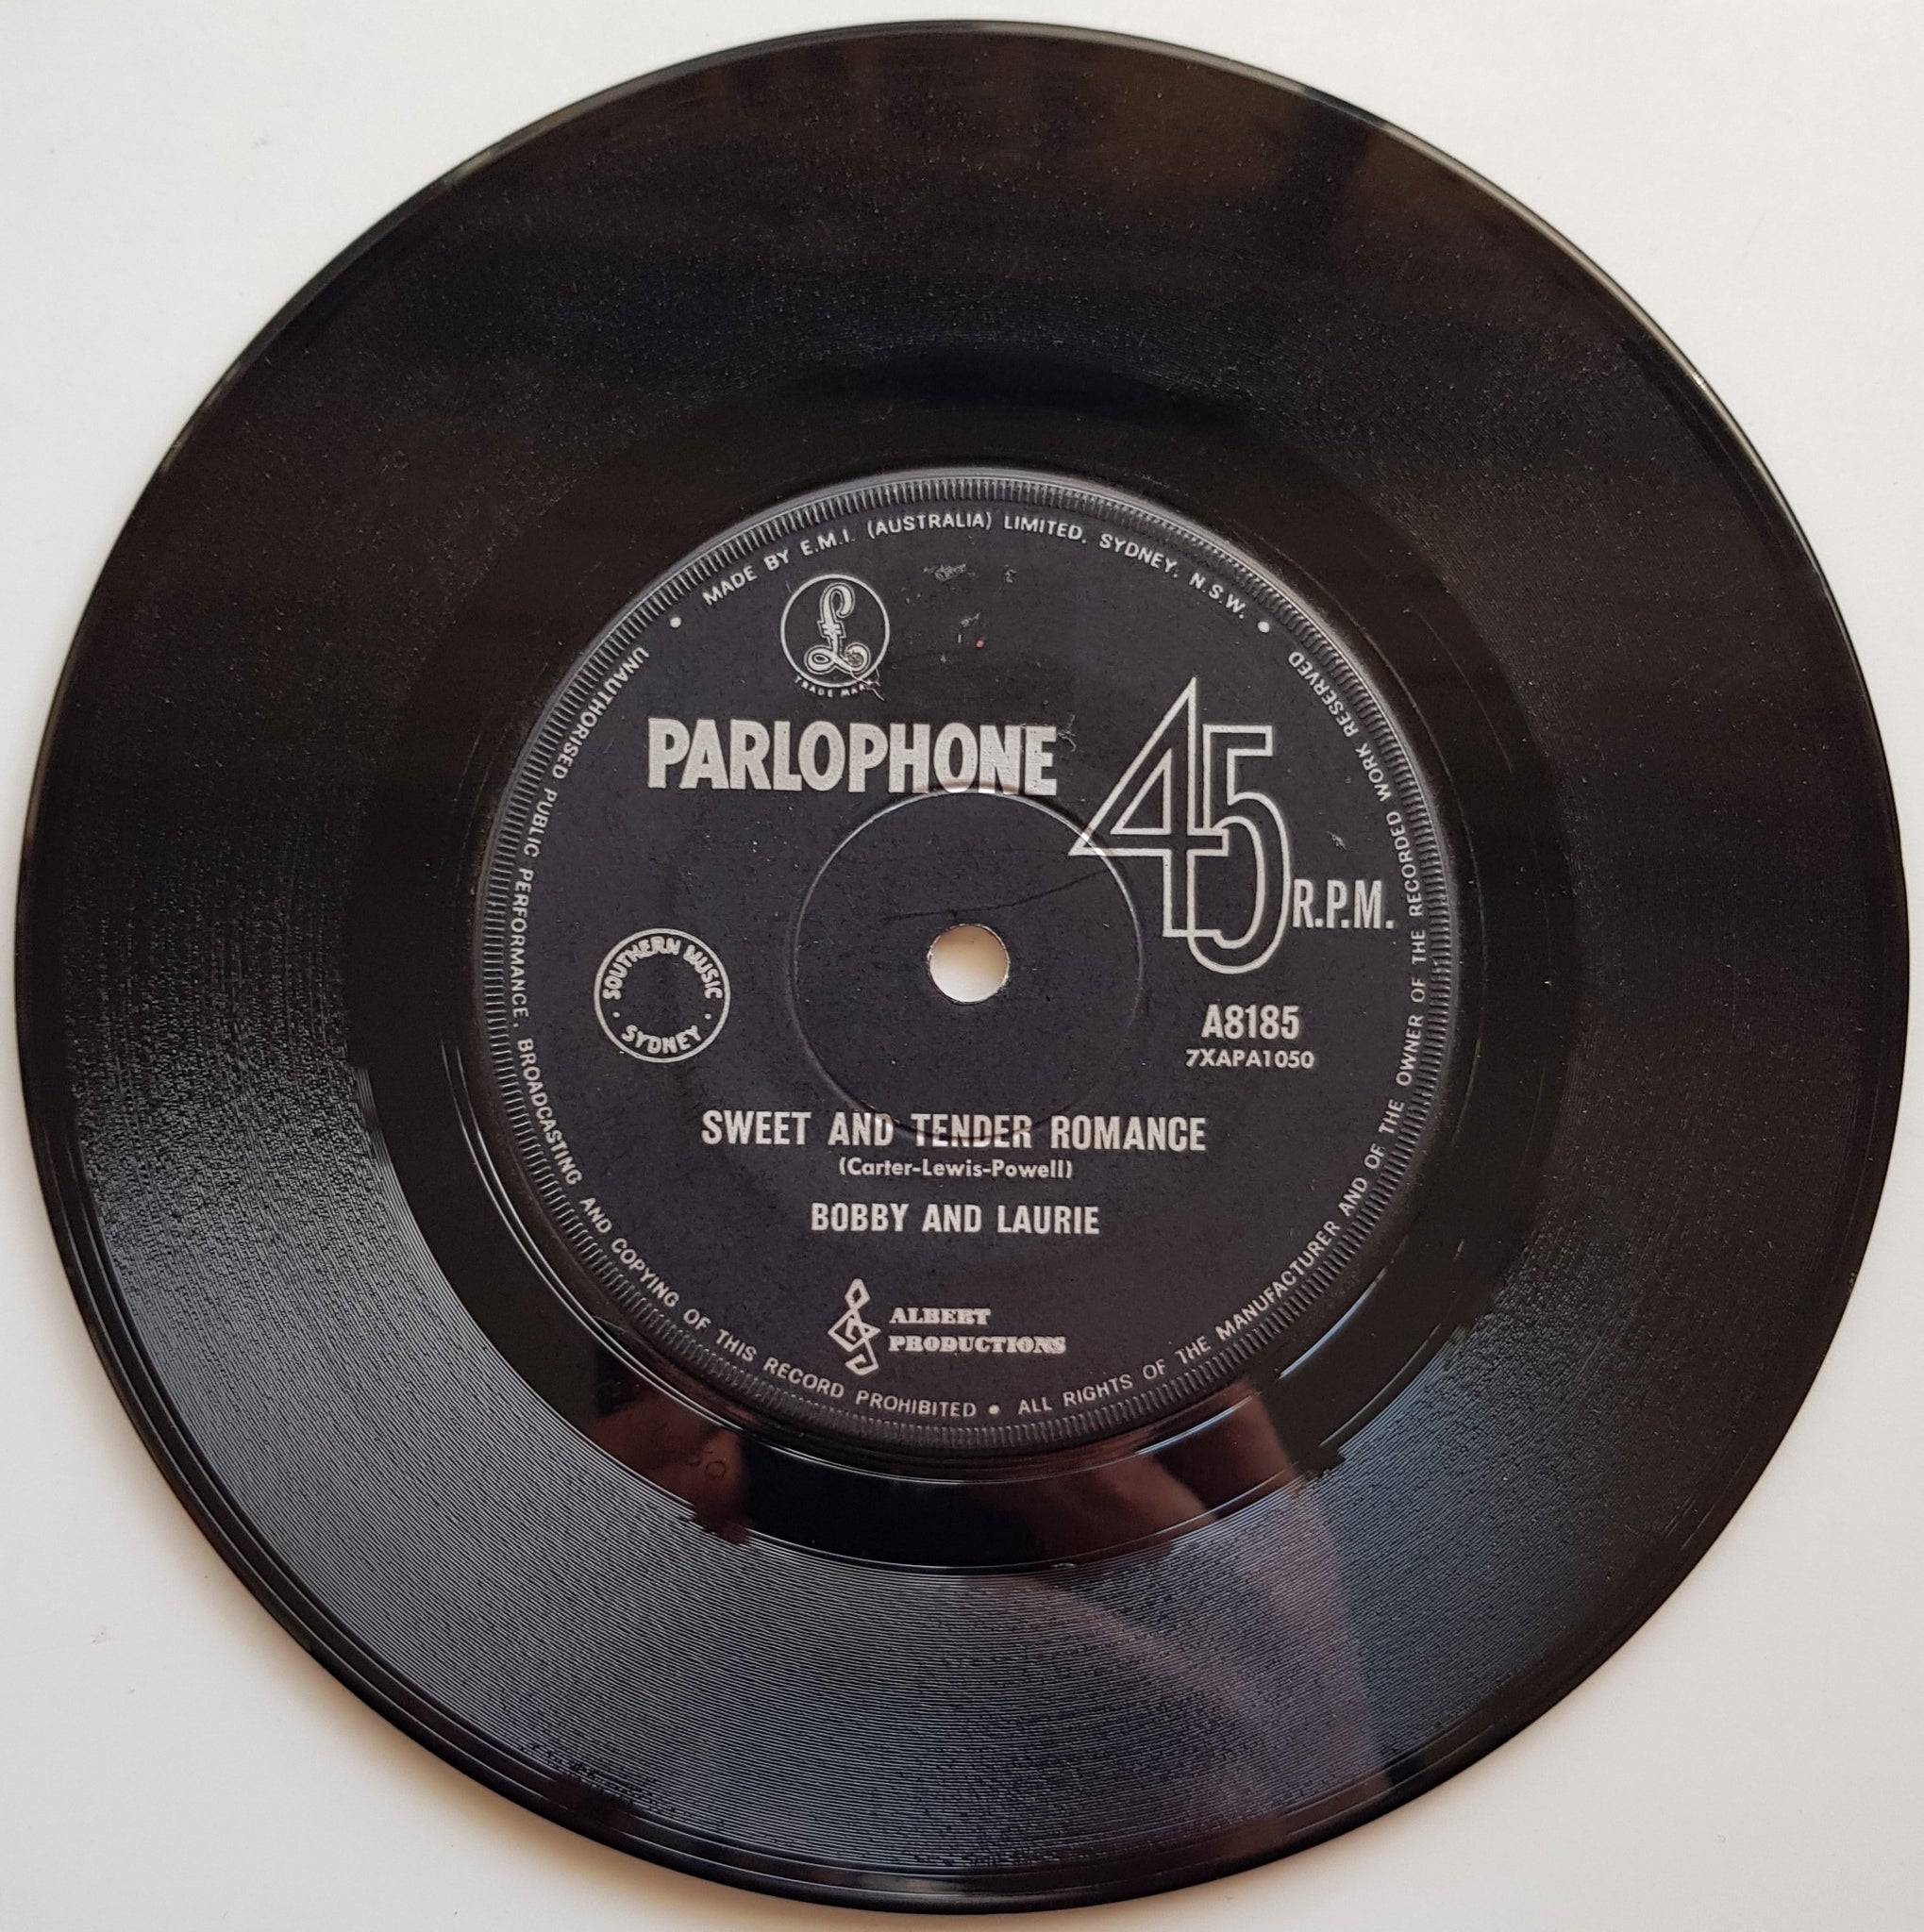 MADE BY E.M.I. (AUSTRALIA) LIMITED. SYDNEY. N.S.W.
£
TRADE MARK
PARLOPHONE
45 R.P.M.
SOUTHERN MUSIC
• SYDNEY •
A8185
7XAPA1050
SWEET AND TENDER ROMANCE
(Carter-Lewis-Powell)
BOBBY AND LAURIE
ALBERT
PRODUCTIONS
• UNAUTHORISED PUBLIC PERFORMANCE, BROADCASTING AND COPYING OF THIS RECORD PROHIBITED • ALL RIGHTS OF THE MANUFACTURER AND OF THE OWNER OF THE RECORDED WORK RESERVED •